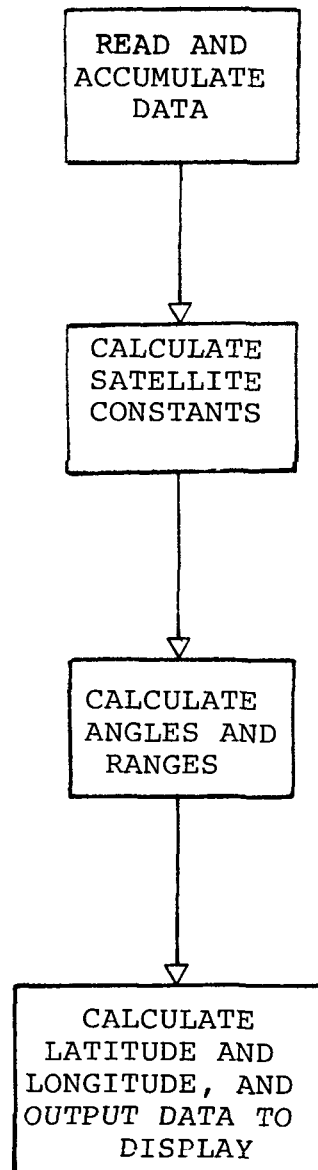 READ AND
ACCUMULATE
DATA
CALCULATE
SATELLITE
CONSTANTS
CALCULATE
ANGLES AND
RANGES
CALCULATE
LATITUDE AND
LONGITUDE, AND
OUTPUT DATA TO
DISPLAY